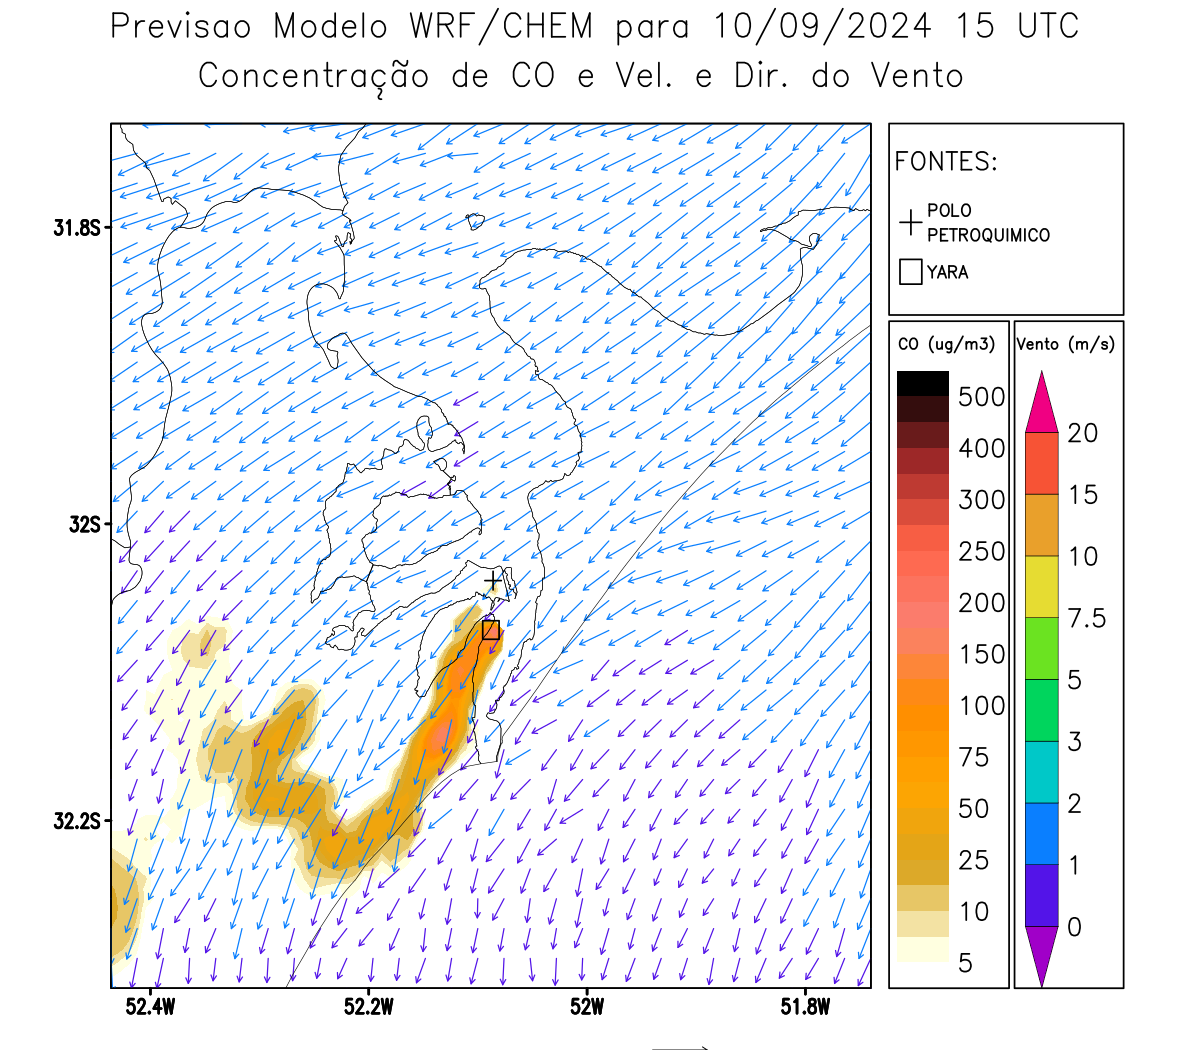 Previsao Modelo WRF/CHEM para 10/09/2024 15 UTC
Concentração de CO e Vel. e Dir. do Vento
FONTES:
POLO
PETROQUIMICO
YARA
CO (ug/m3)
500
400
300
250
200
150
100
75
50
25
10
5
Vento (m/s)
20
15
10
7.5
5
3
2
1
0
31.8S
32S
32.2S
52.4W
52.2W
52W
51.8W